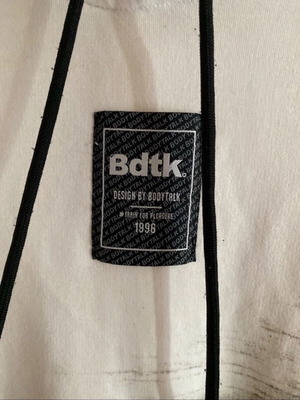 Bdtk.
DESIGN BY BODYTALK
#TRAIN FOR PLEASURE
1996